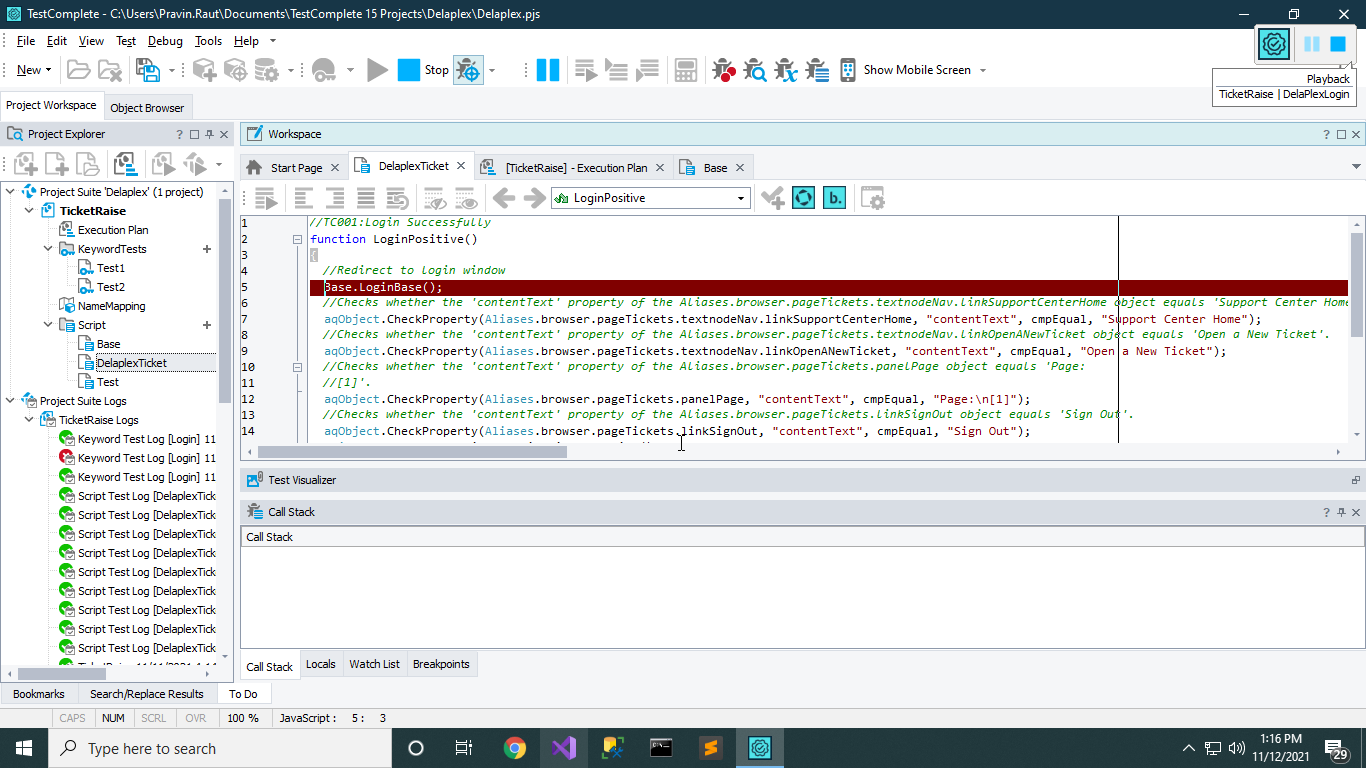 TestComplete - C:\Users\Pravin.Raut\Documents\TestComplete 15 Projects\Delaplex\Delaplex.pjs
File Edit View Test Debug Tools Help
New Stop Show Mobile Screen
Playback
TicketRaise | DelaPlexLogin
Project Workspace Object Browser
Project Explorer
Project Suite 'Delaplex' (1 project)
TicketRaise
Execution Plan
KeywordTests
Test1
Test2
NameMapping
Script
Base
DelaplexTicket
Test
Project Suite Logs
TicketRaise Logs
Keyword Test Log [Login] 11
Keyword Test Log [Login] 11
Keyword Test Log [Login] 11
Script Test Log [DelaplexTick
Script Test Log [DelaplexTick
Script Test Log [DelaplexTick
Script Test Log [DelaplexTick
Script Test Log [DelaplexTick
Script Test Log [DelaplexTick
Script Test Log [DelaplexTick
Script Test Log [DelaplexTick
Script Test Log [DelaplexTick
Bookmarks Search/Replace Results To Do
Workspace
Start Page DelaplexTicket [TicketRaise] - Execution Plan Base
LoginPositive
b.
1 //TC001:Login Successfully
2 function LoginPositive()
3 {
4 //Redirect to login window
5 Base.LoginBase();
6 //Checks whether the 'contentText' property of the Aliases.browser.pageTickets.textnodeNav.linkSupportCenterHome object equals 'Support Center Home
7 aqObject.CheckProperty(Aliases.browser.pageTickets.textnodeNav.linkSupportCenterHome, "contentText", cmpEqual, "Support Center Home");
8 //Checks whether the 'contentText' property of the Aliases.browser.pageTickets.textnodeNav.linkOpenANewTicket object equals 'Open a New Ticket'.
9 aqObject.CheckProperty(Aliases.browser.pageTickets.textnodeNav.linkOpenANewTicket, "contentText", cmpEqual, "Open a New Ticket");
10 //Checks whether the 'contentText' property of the Aliases.browser.pageTickets.panelPage object equals 'Page:
11 //[1]'.
12 aqObject.CheckProperty(Aliases.browser.pageTickets.panelPage, "contentText", cmpEqual, "Page:\n[1]");
13 //Checks whether the 'contentText' property of the Aliases.browser.pageTickets.linkSignOut object equals 'Sign Out'.
14 aqObject.CheckProperty(Aliases.browser.pageTickets.linkSignOut, "contentText", cmpEqual, "Sign Out");
Test Visualizer
Call Stack
Call Stack
Call Stack Locals Watch List Breakpoints
CAPS NUM SCRL OVR 100 % JavaScript : 5 : 3
Type here to search
1:16 PM
11/12/2021
29